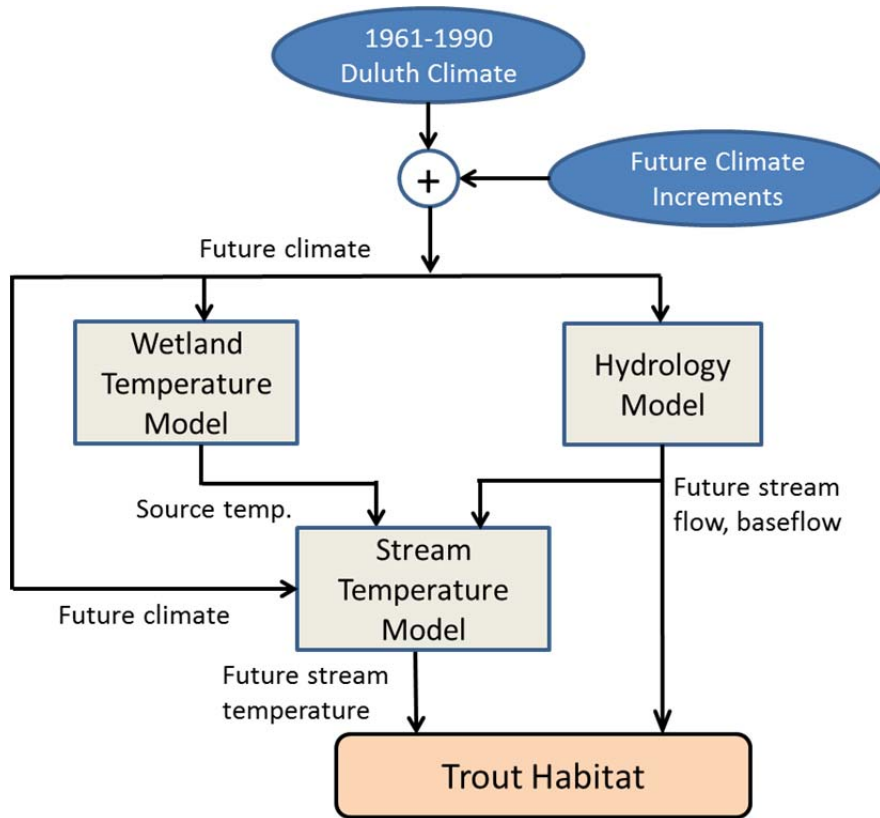 1961-1990
Duluth Climate
+
Future Climate
Increments
Future climate
Wetland
Temperature
Model
Hydrology
Model
Source temp.
Future stream
flow, baseflow
Stream
Temperature
Model
Future climate
Future stream
temperature
Trout Habitat